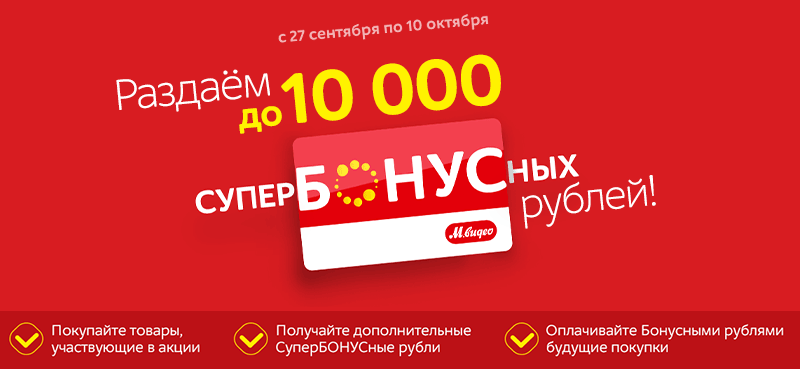 с 27 сентября по 10 октября
Раздаём
до 10 000
суперБОНУСных
рублей!
М.видео
Покупайте товары,
участвующие в акции
Получайте дополнительные
СуперБОНУСные рубли
Оплачивайте Бонусными рублями
будущие покупки